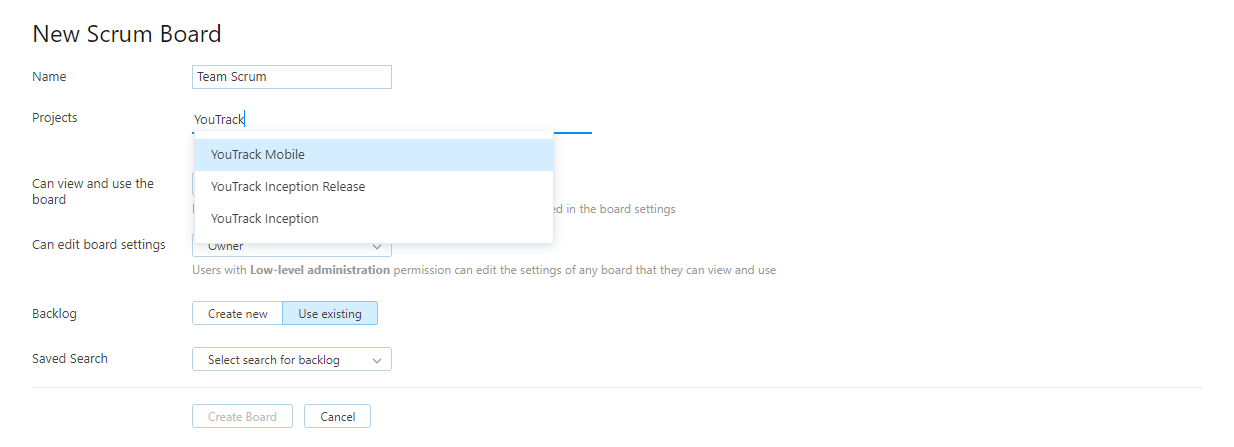 New Scrum Board
Name
Team Scrum
Projects
YouTrack
YouTrack Mobile
YouTrack Inception Release
YouTrack Inception
Can view and use the
board
in the board settings
Can edit board settings
Owner
Users with Low-level administration permission can edit the settings of any board that they can view and use
Backlog
Create new
Use existing
Saved Search
Select search for backlog
Create Board
Cancel